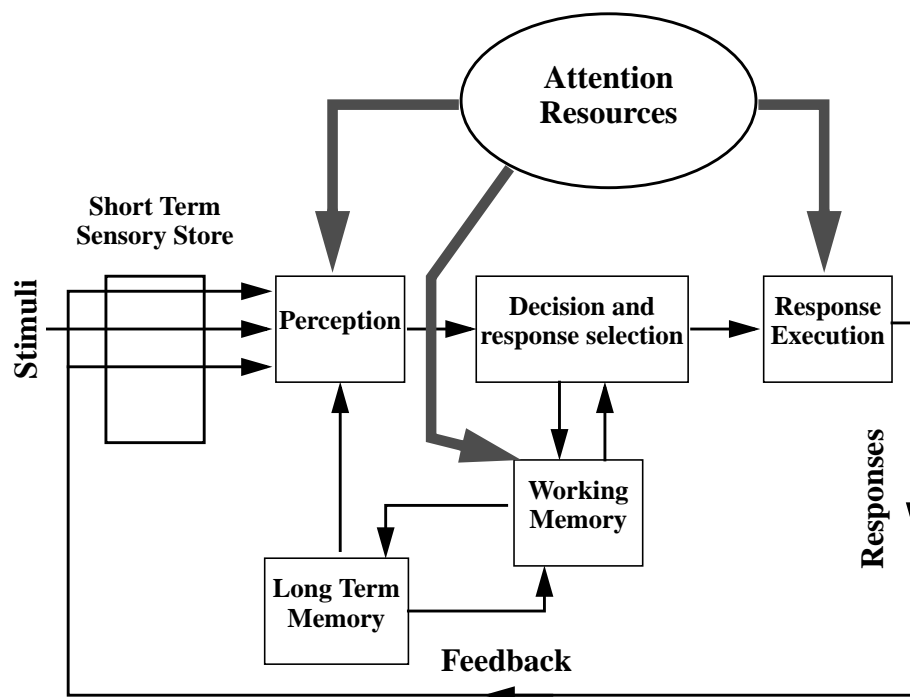 Attention
Resources
Short Term
Sensory Store
Stimuli
Perception
Decision and
response selection
Response
Execution
Working
Memory
Responses
Long Term
Memory
Feedback